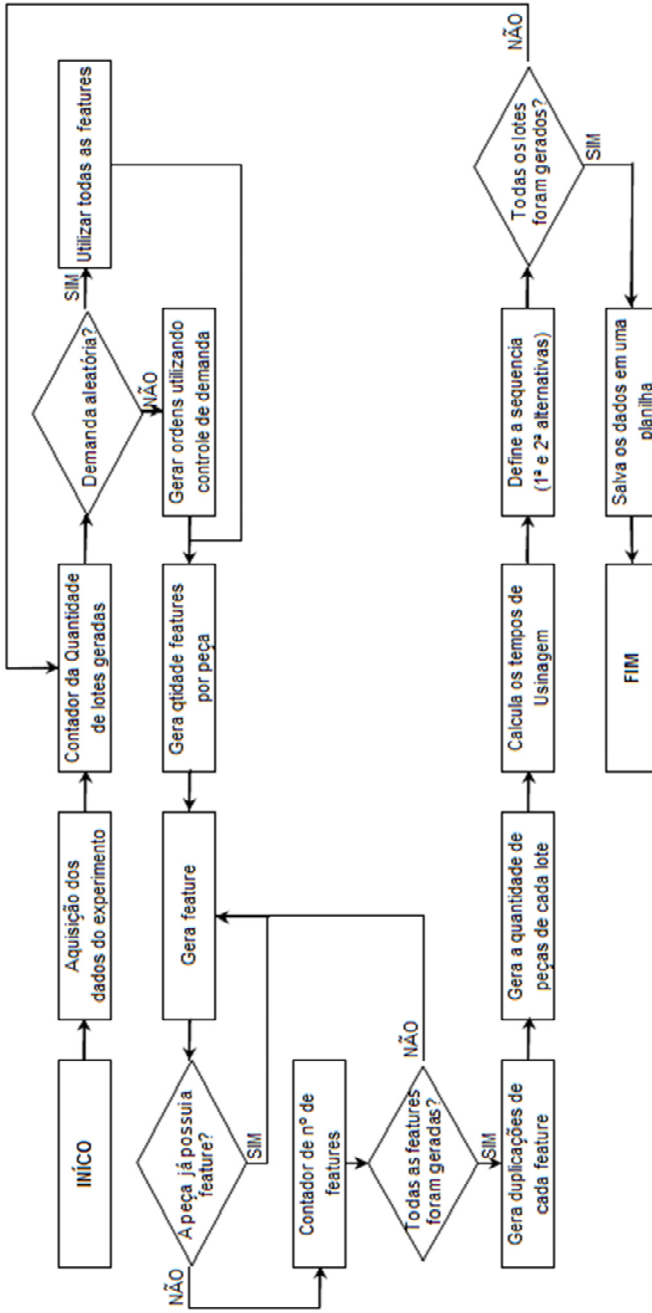 INÍCO
Aquisição dos
dados do experimento
Contador da Quantidade
de lotes geradas
Demanda aleatória?
SIM
Utilizar todas as features
NÃO
Gerar ordens utilizando
controle de demanda
Gera qtidade features
por peça
Gera feature
A peça já possuia
feature?
SIM
NÃO
Contador de nº de
features
Todas as features
foram geradas?
NÃO
SIM
Gera duplicações de
cada feature
Gera a quantidade de
peças de cada lote
Calcula os tempos de
Usinagem
Define a sequencia
(1ª e 2ª alternativas)
Todas os lotes
foram gerados?
NÃO
SIM
Salva os dados em uma
planilha
FIM